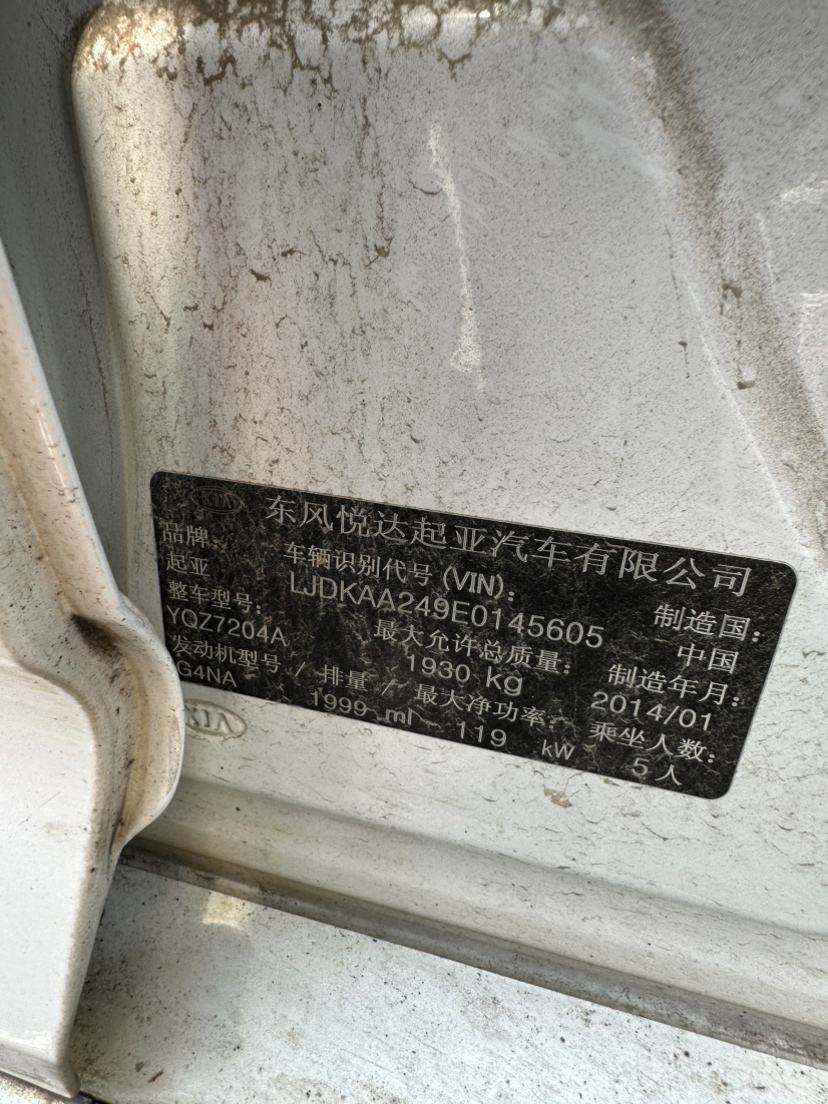 KIA 东风悦达起亚汽车有限公司
品牌: 车辆识别代号 (VIN): 制造国:
起亚 LJDKAA249E0145605 中国
整车型号: 最大允许总质量: 制造年月:
YQZ7204A 1930 kg 2014/01
发动机型号 / 排量 / 最大净功率: 乘坐人数:
G4NA 1999 ml 119 kW 5 人
KIA